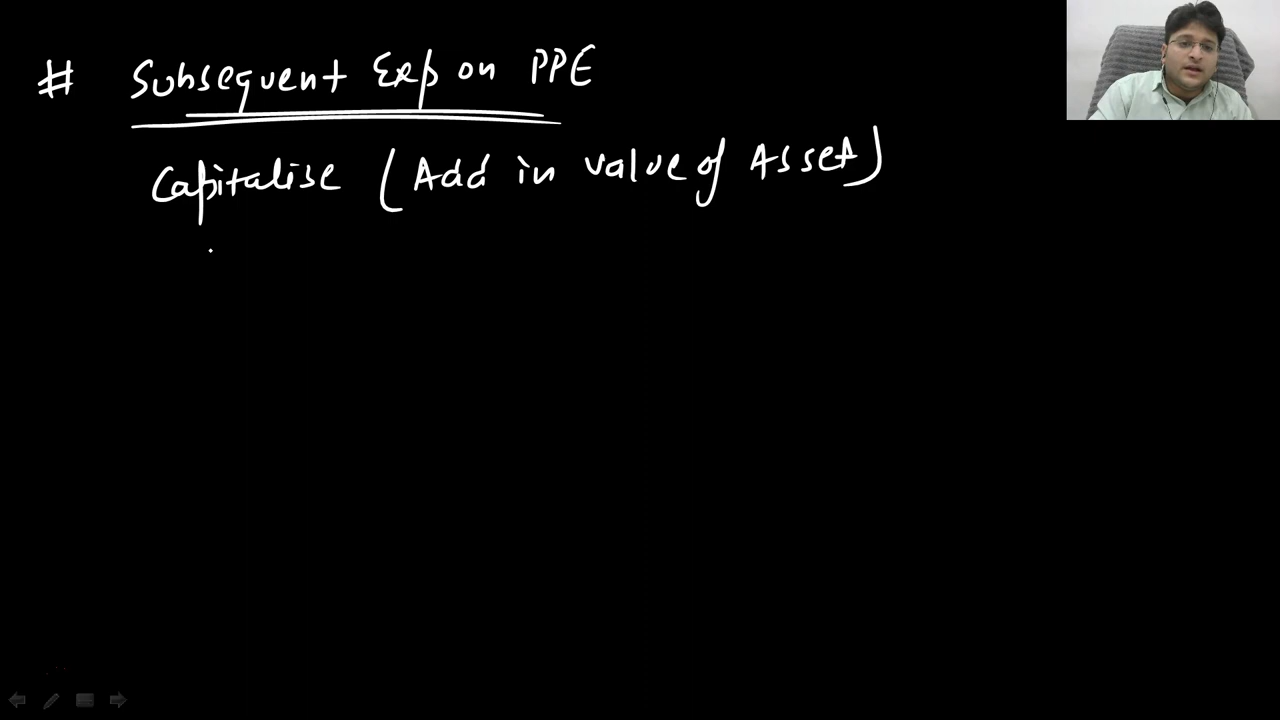 # Subsequent Exp on PPE
Capitalise (Add in value of Asset)